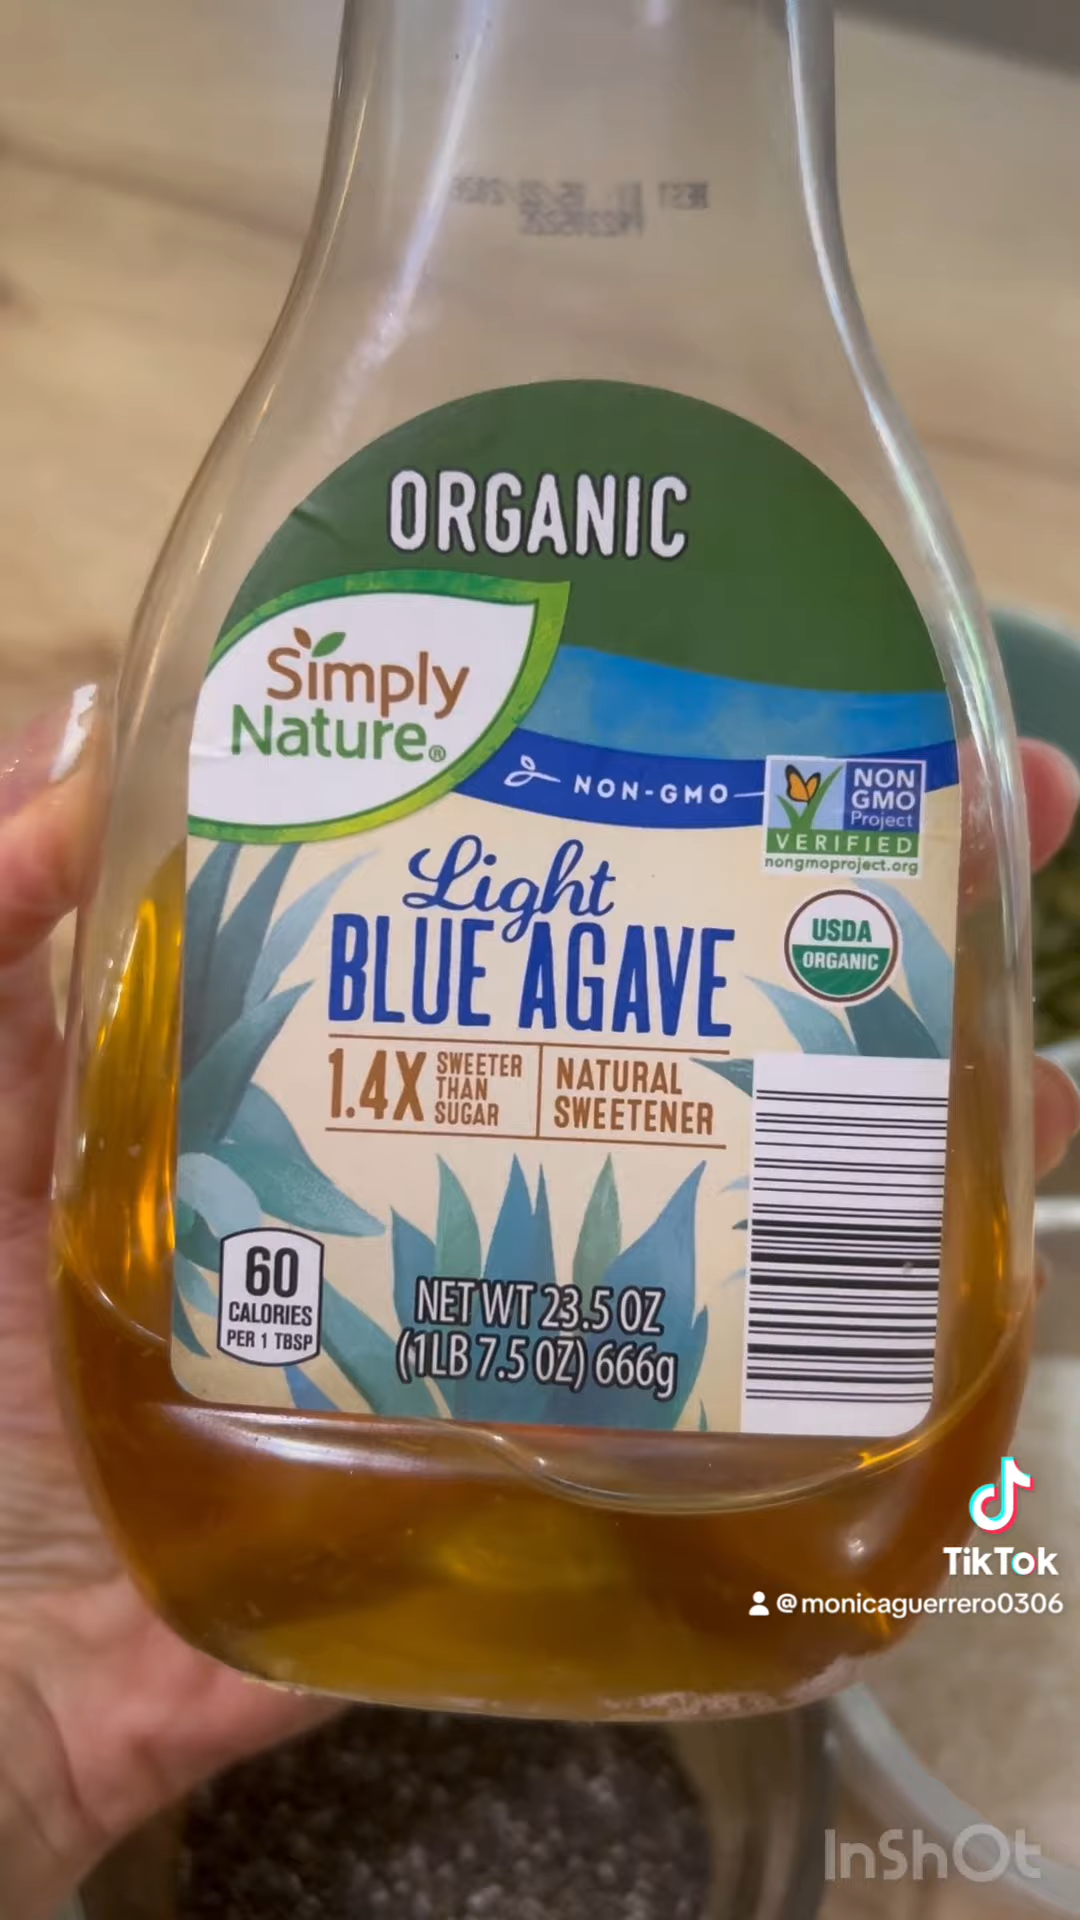 ORGANIC
Simply
Nature®
NON-GMO
NON
GMO
Project
VERIFIED
nongmoproject.org
Light
BLUE AGAVE
USDA
ORGANIC
1.4X SWEETER
THAN
SUGAR
NATURAL
SWEETENER
60
CALORIES
PER 1 TBSP
NET WT 23.5 OZ
(1LB 7.5 OZ) 666g
TikTok
@monicaguerrero0306
InShOt